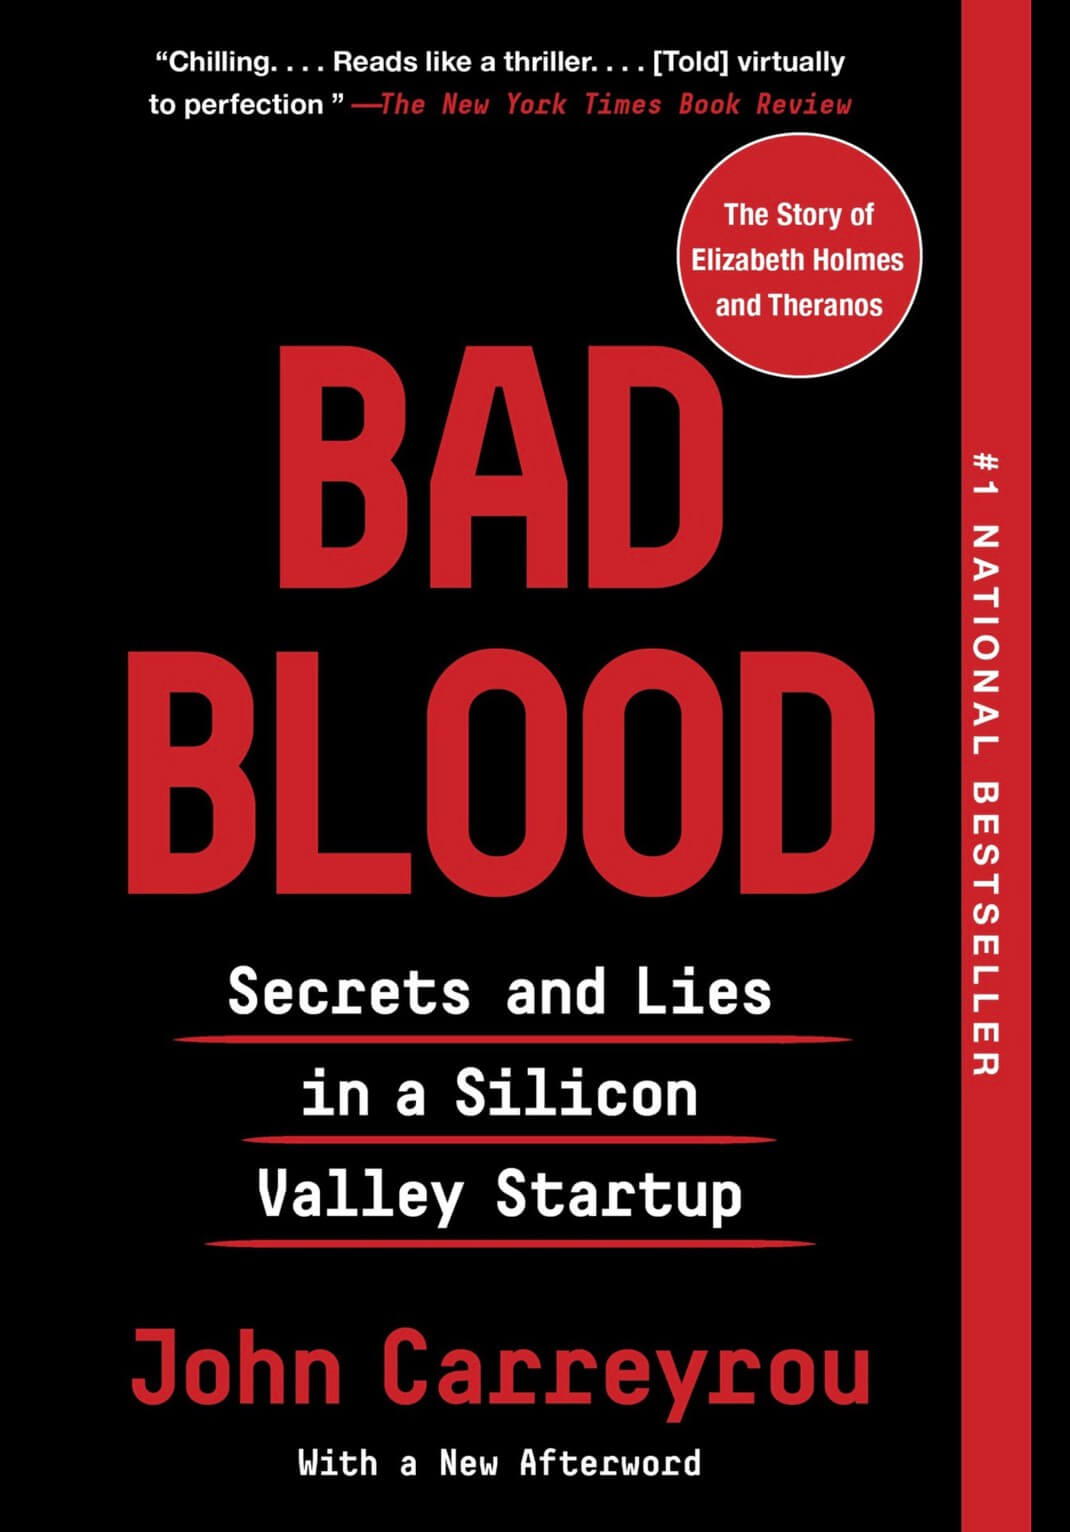 “Chilling. . . . Reads like a thriller. . . . [Told] virtually
to perfection ” —The New York Times Book Review
The Story of
Elizabeth Holmes
and Theranos
BAD
BLOOD
Secrets and Lies
in a Silicon
Valley Startup
John Carreyrou
With a New Afterword
#1 NATIONAL BESTSELLER